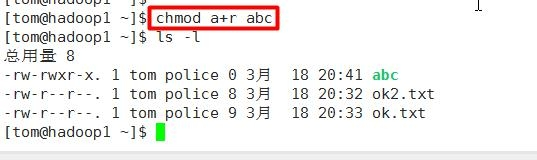 [tom@hadoop1 ~]$ chmod a+r abc
[tom@hadoop1 ~]$ ls -l
总用量 8
-rw-rwxr-x. 1 tom police 0 3月  18 20:41 abc
-rw-r--r--. 1 tom police 8 3月  18 20:32 ok2.txt
-rw-r--r--. 1 tom police 9 3月  18 20:33 ok.txt
[tom@hadoop1 ~]$